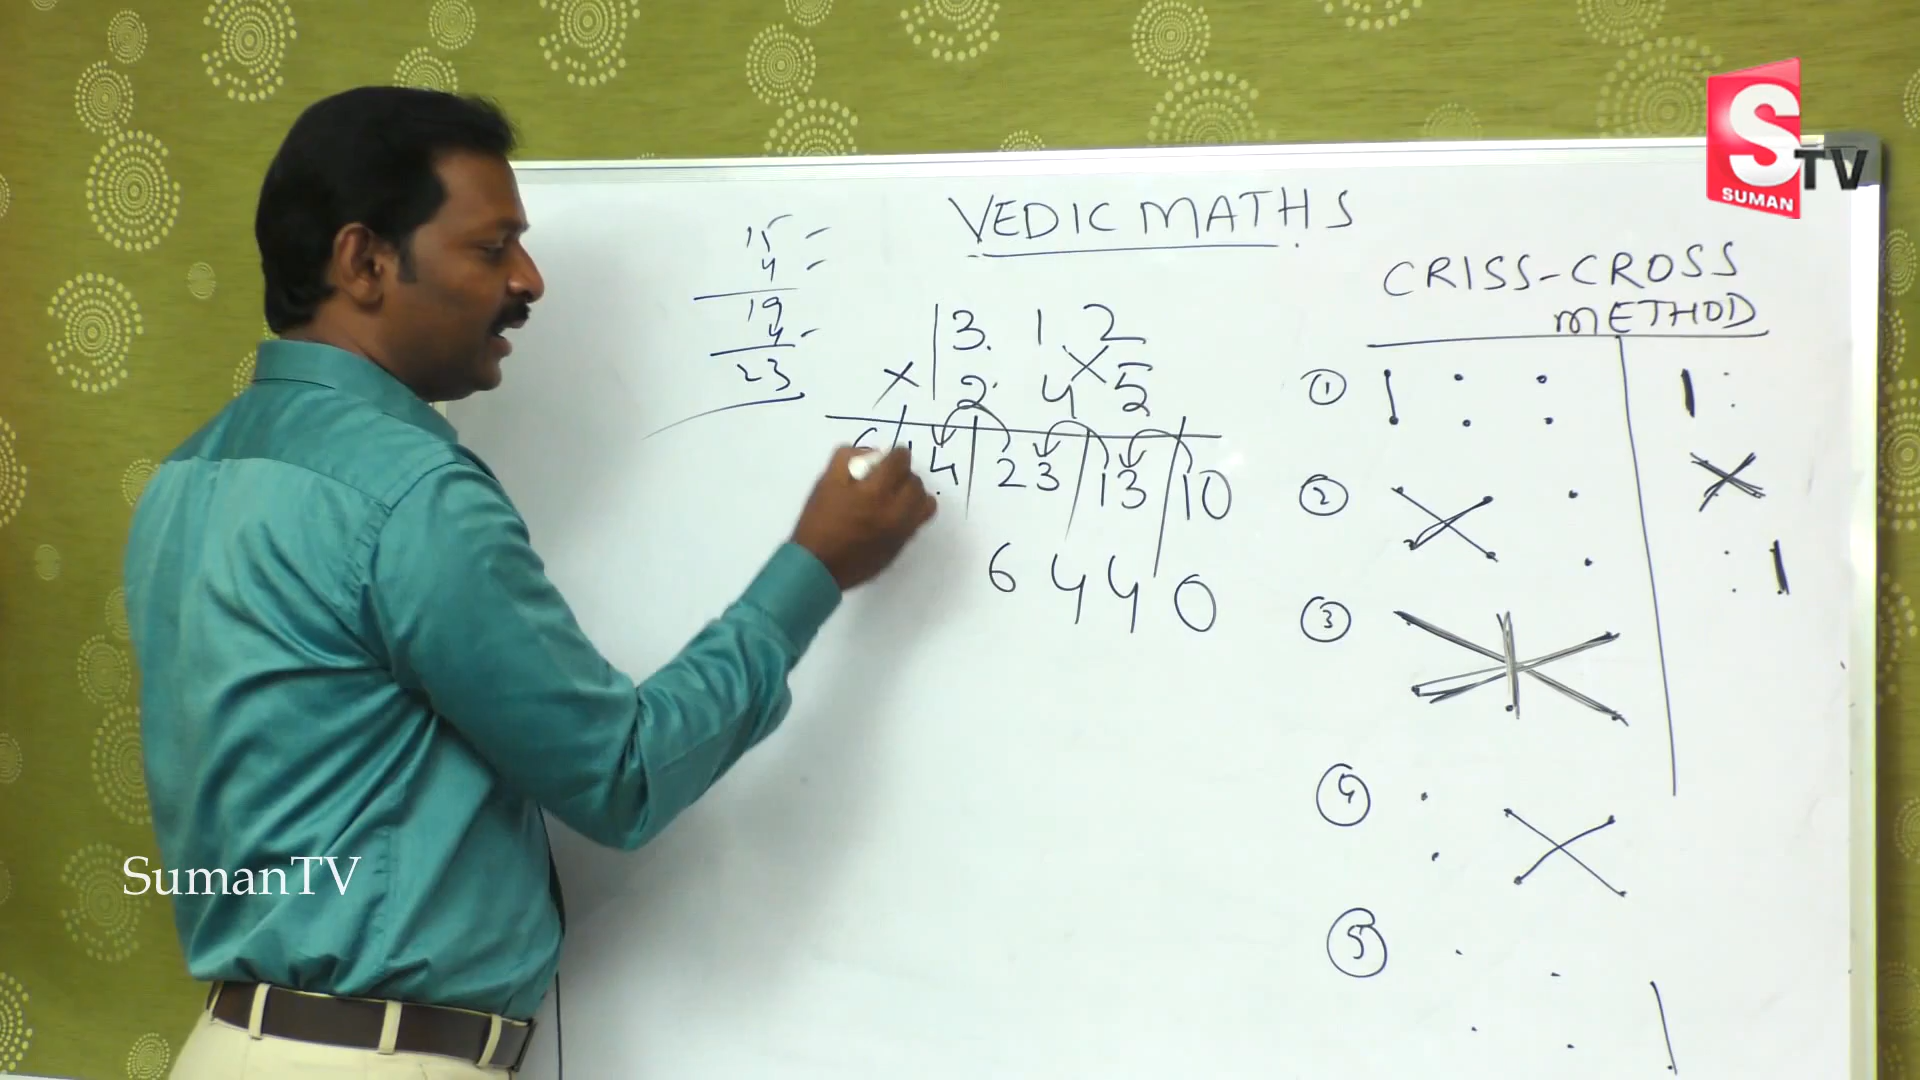 VEDIC MATHS
15 -
4 -
19
4 -
23
3. 1 2
× 2. 4 5
6 / 14 / 23 / 13 / 10
6 4 4 0
CRISS-CROSS
METHOD
1
2
3
4
5
S TV
SUMAN
SumanTV